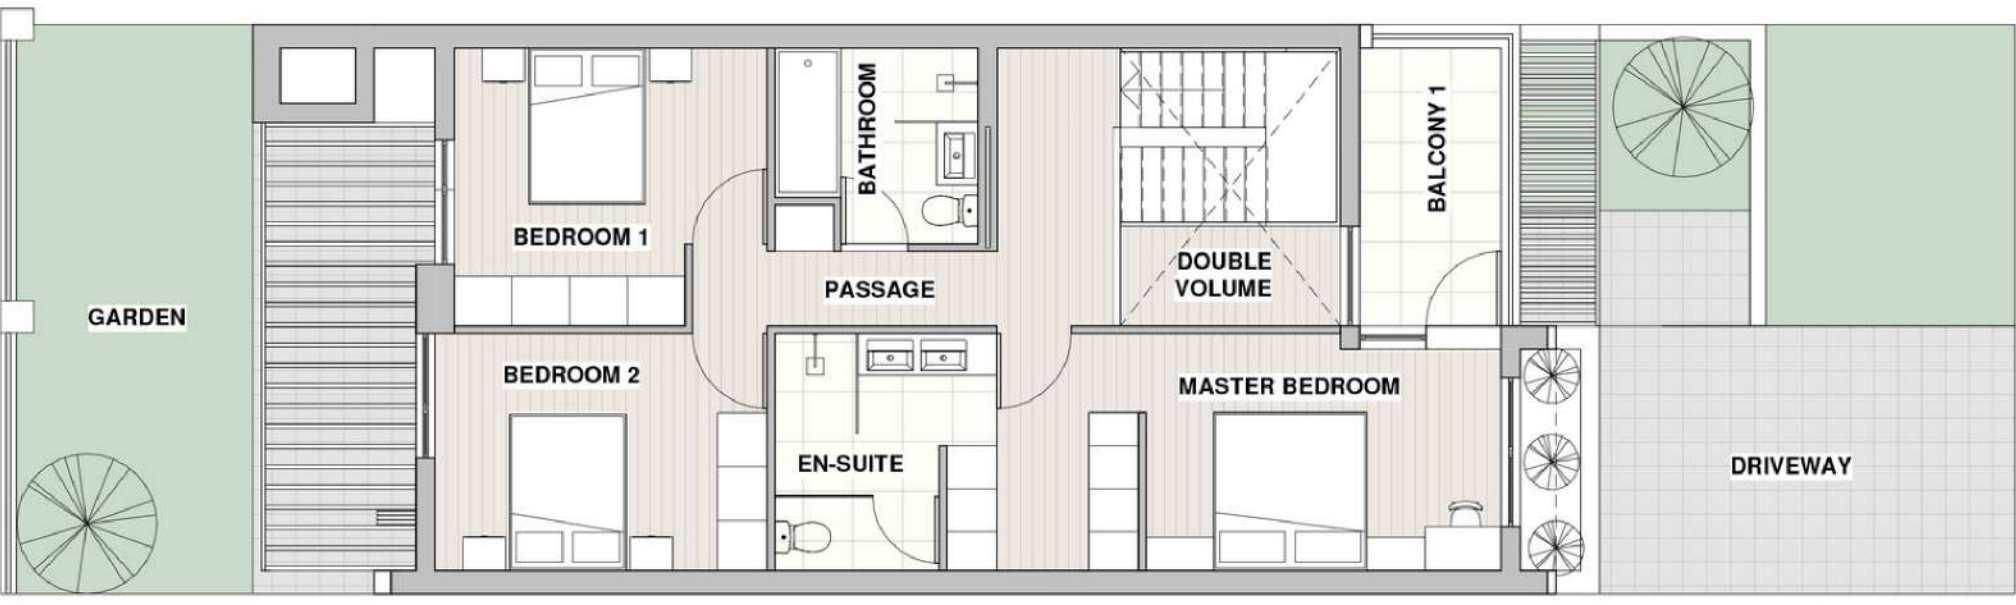 BATHROOM
BALCONY 1
BEDROOM 1
DOUBLE
VOLUME
PASSAGE
GARDEN
BEDROOM 2
MASTER BEDROOM
EN-SUITE
DRIVEWAY